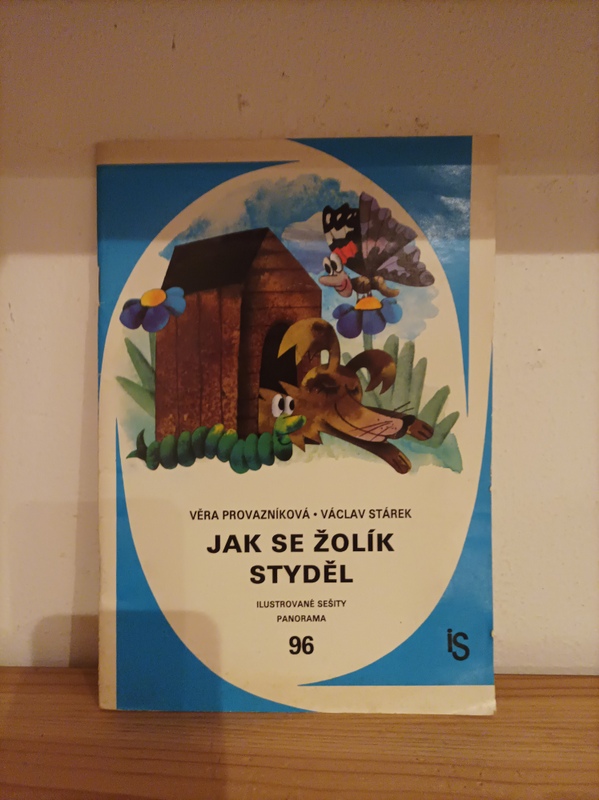 VĚRA PROVAZNÍKOVÁ • VÁCLAV STÁREK
JAK SE ŽOLÍK
STYDĚL
ILUSTROVANÉ SEŠITY
PANORAMA
96
iS